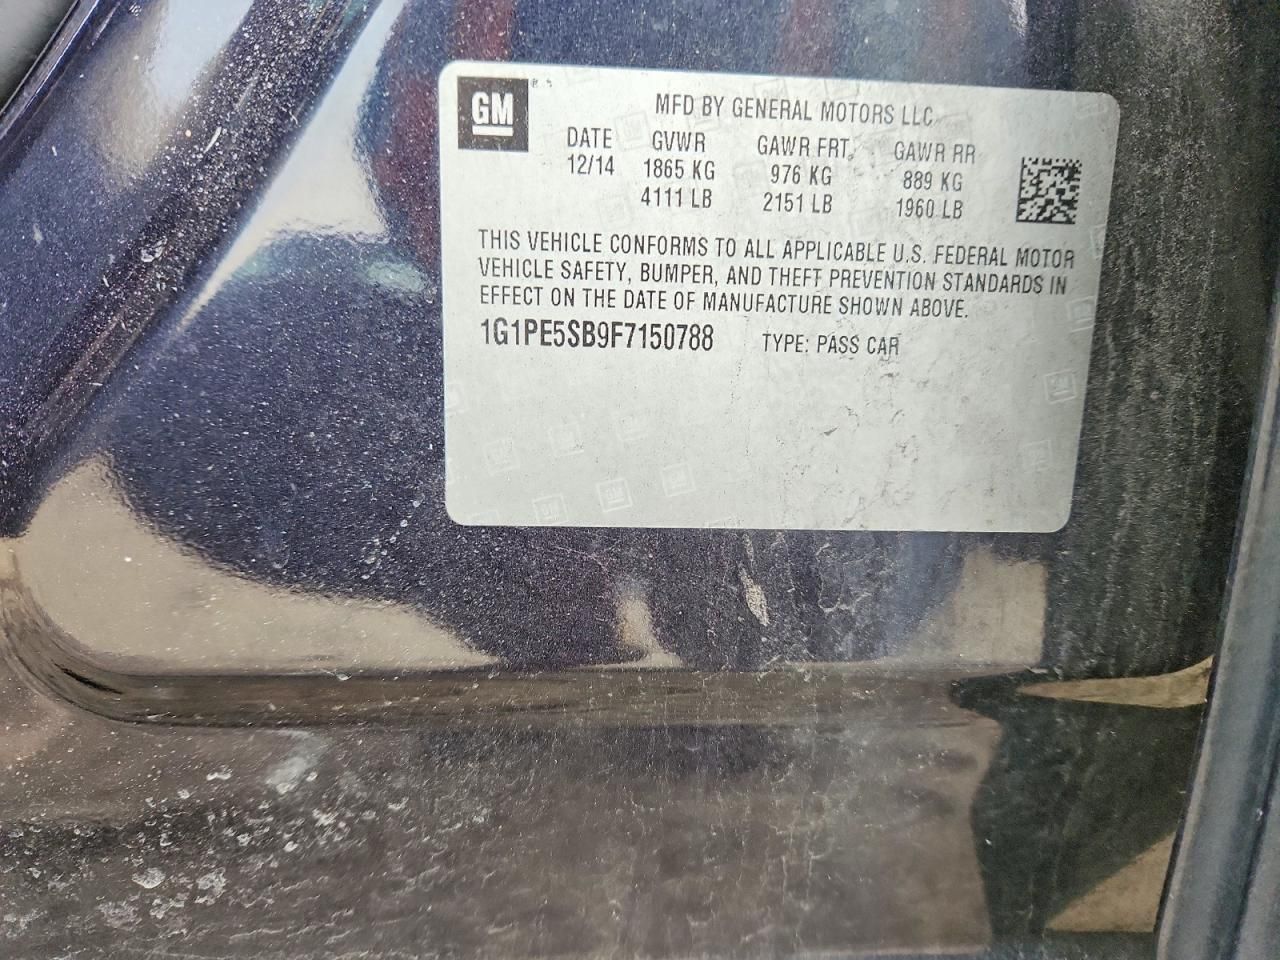 GM
MFD BY GENERAL MOTORS LLC
DATE GVWR GAWR FRT GAWR RR
12/14 1865 KG 976 KG 889 KG
4111 LB 2151 LB 1960 LB
THIS VEHICLE CONFORMS TO ALL APPLICABLE U.S. FEDERAL MOTOR
VEHICLE SAFETY, BUMPER, AND THEFT PREVENTION STANDARDS IN
EFFECT ON THE DATE OF MANUFACTURE SHOWN ABOVE.
1G1PE5SB9F7150788 TYPE: PASS CAR